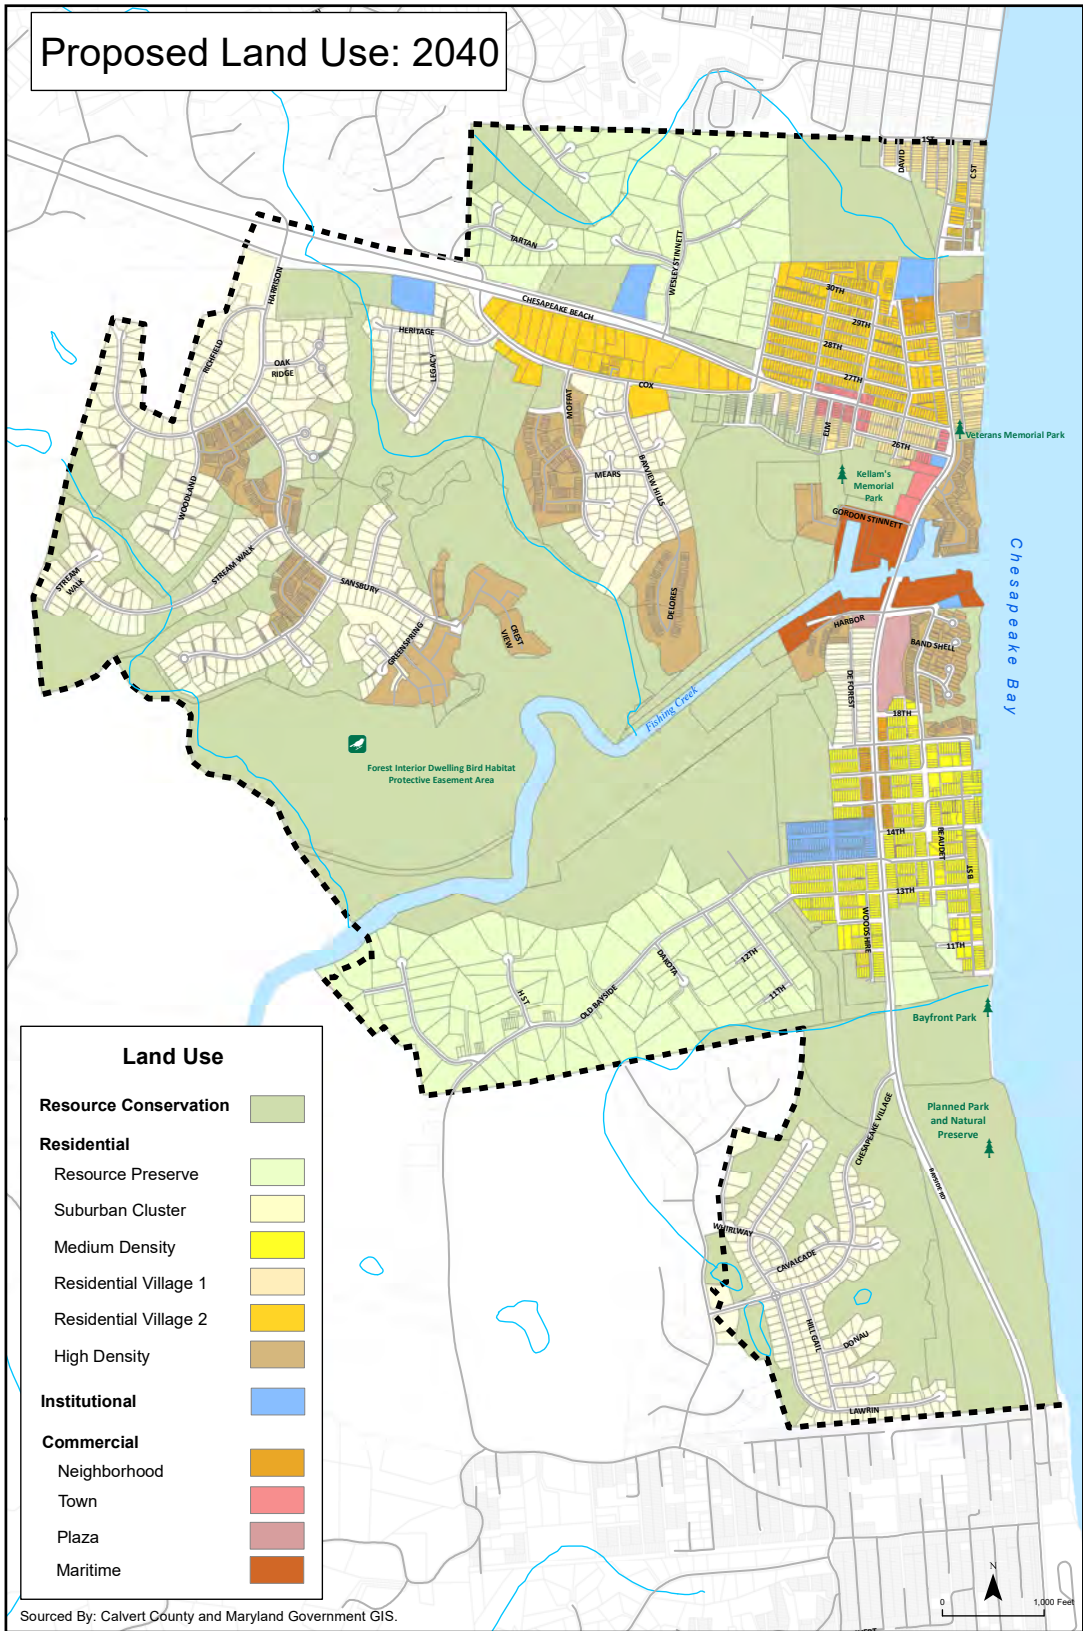 Proposed Land Use: 2040
1ST
DAVID
C ST
TARTAN
WESLEY STINNETT
HARRISON
CHESAPEAKE BEACH
30TH
29TH
28TH
27TH
26TH
HERITAGE
LEGACY
RICHFIELD
OAK
RIDGE
COX
MOFFAT
ELM
Veterans Memorial Park
Kellam's
Memorial
Park
MEARS
BAYVIEW HILLS
WOODLAND
GORDON STINNETT
STREAM
WALK
STREAM WALK
SANSBURY
GREENSPRING
CREST
VIEW
DELORES
HARBOR
BAND SHELL
DE FOREST
18TH
Chesapeake Bay
Fishing Creek
Forest Interior Dwelling Bird Habitat
Protective Easement Area
14TH
BEAUDET
B ST
13TH
WOODSHIRE
11TH
DAKOTA
12TH
11TH
H ST
OLD BAYSIDE
Bayfront Park
Planned Park
and Natural
Preserve
CHESAPEAKE VILLAGE
BAYSIDE RD
WHIRLWAY
CAVALCADE
HILL GAIL
DONAU
LAWRIN
Land Use
Resource Conservation
Residential
Resource Preserve
Suburban Cluster
Medium Density
Residential Village 1
Residential Village 2
High Density
Institutional
Commercial
Neighborhood
Town
Plaza
Maritime
N
0 1,000 Feet
Sourced By: Calvert County and Maryland Government GIS.